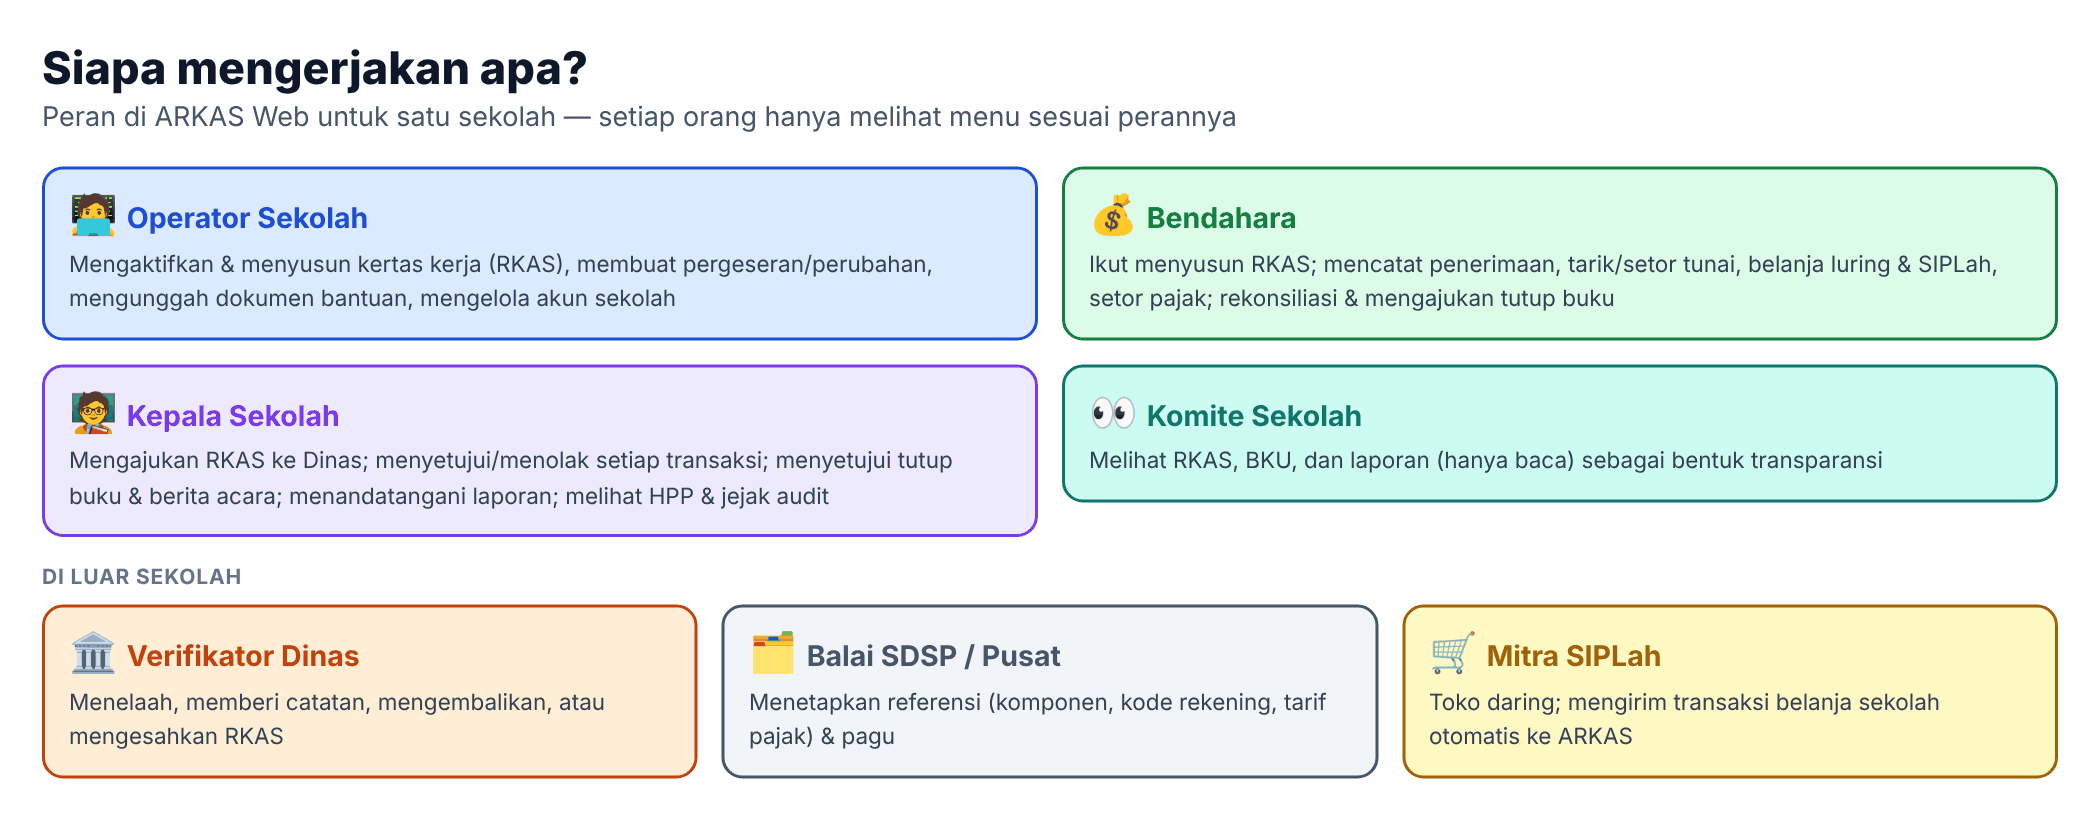 Siapa mengerjakan apa?
Peran di ARKAS Web untuk satu sekolah — setiap orang hanya melihat menu sesuai perannya
Operator Sekolah
Mengaktifkan & menyusun kertas kerja (RKAS), membuat pergeseran/perubahan,
mengunggah dokumen bantuan, mengelola akun sekolah
Bendahara
Ikut menyusun RKAS; mencatat penerimaan, tarik/setor tunai, belanja luring & SIPLah,
setor pajak; rekonsiliasi & mengajukan tutup buku
Kepala Sekolah
Mengajukan RKAS ke Dinas; menyetujui/menolak setiap transaksi; menyetujui tutup
buku & berita acara; menandatangani laporan; melihat HPP & jejak audit
Komite Sekolah
Melihat RKAS, BKU, dan laporan (hanya baca) sebagai bentuk transparansi
DI LUAR SEKOLAH
Verifikator Dinas
Menelaah, memberi catatan, mengembalikan, atau
mengesahkan RKAS
Balai SDSP / Pusat
Menetapkan referensi (komponen, kode rekening, tarif
pajak) & pagu
Mitra SIPLah
Toko daring; mengirim transaksi belanja sekolah
otomatis ke ARKAS